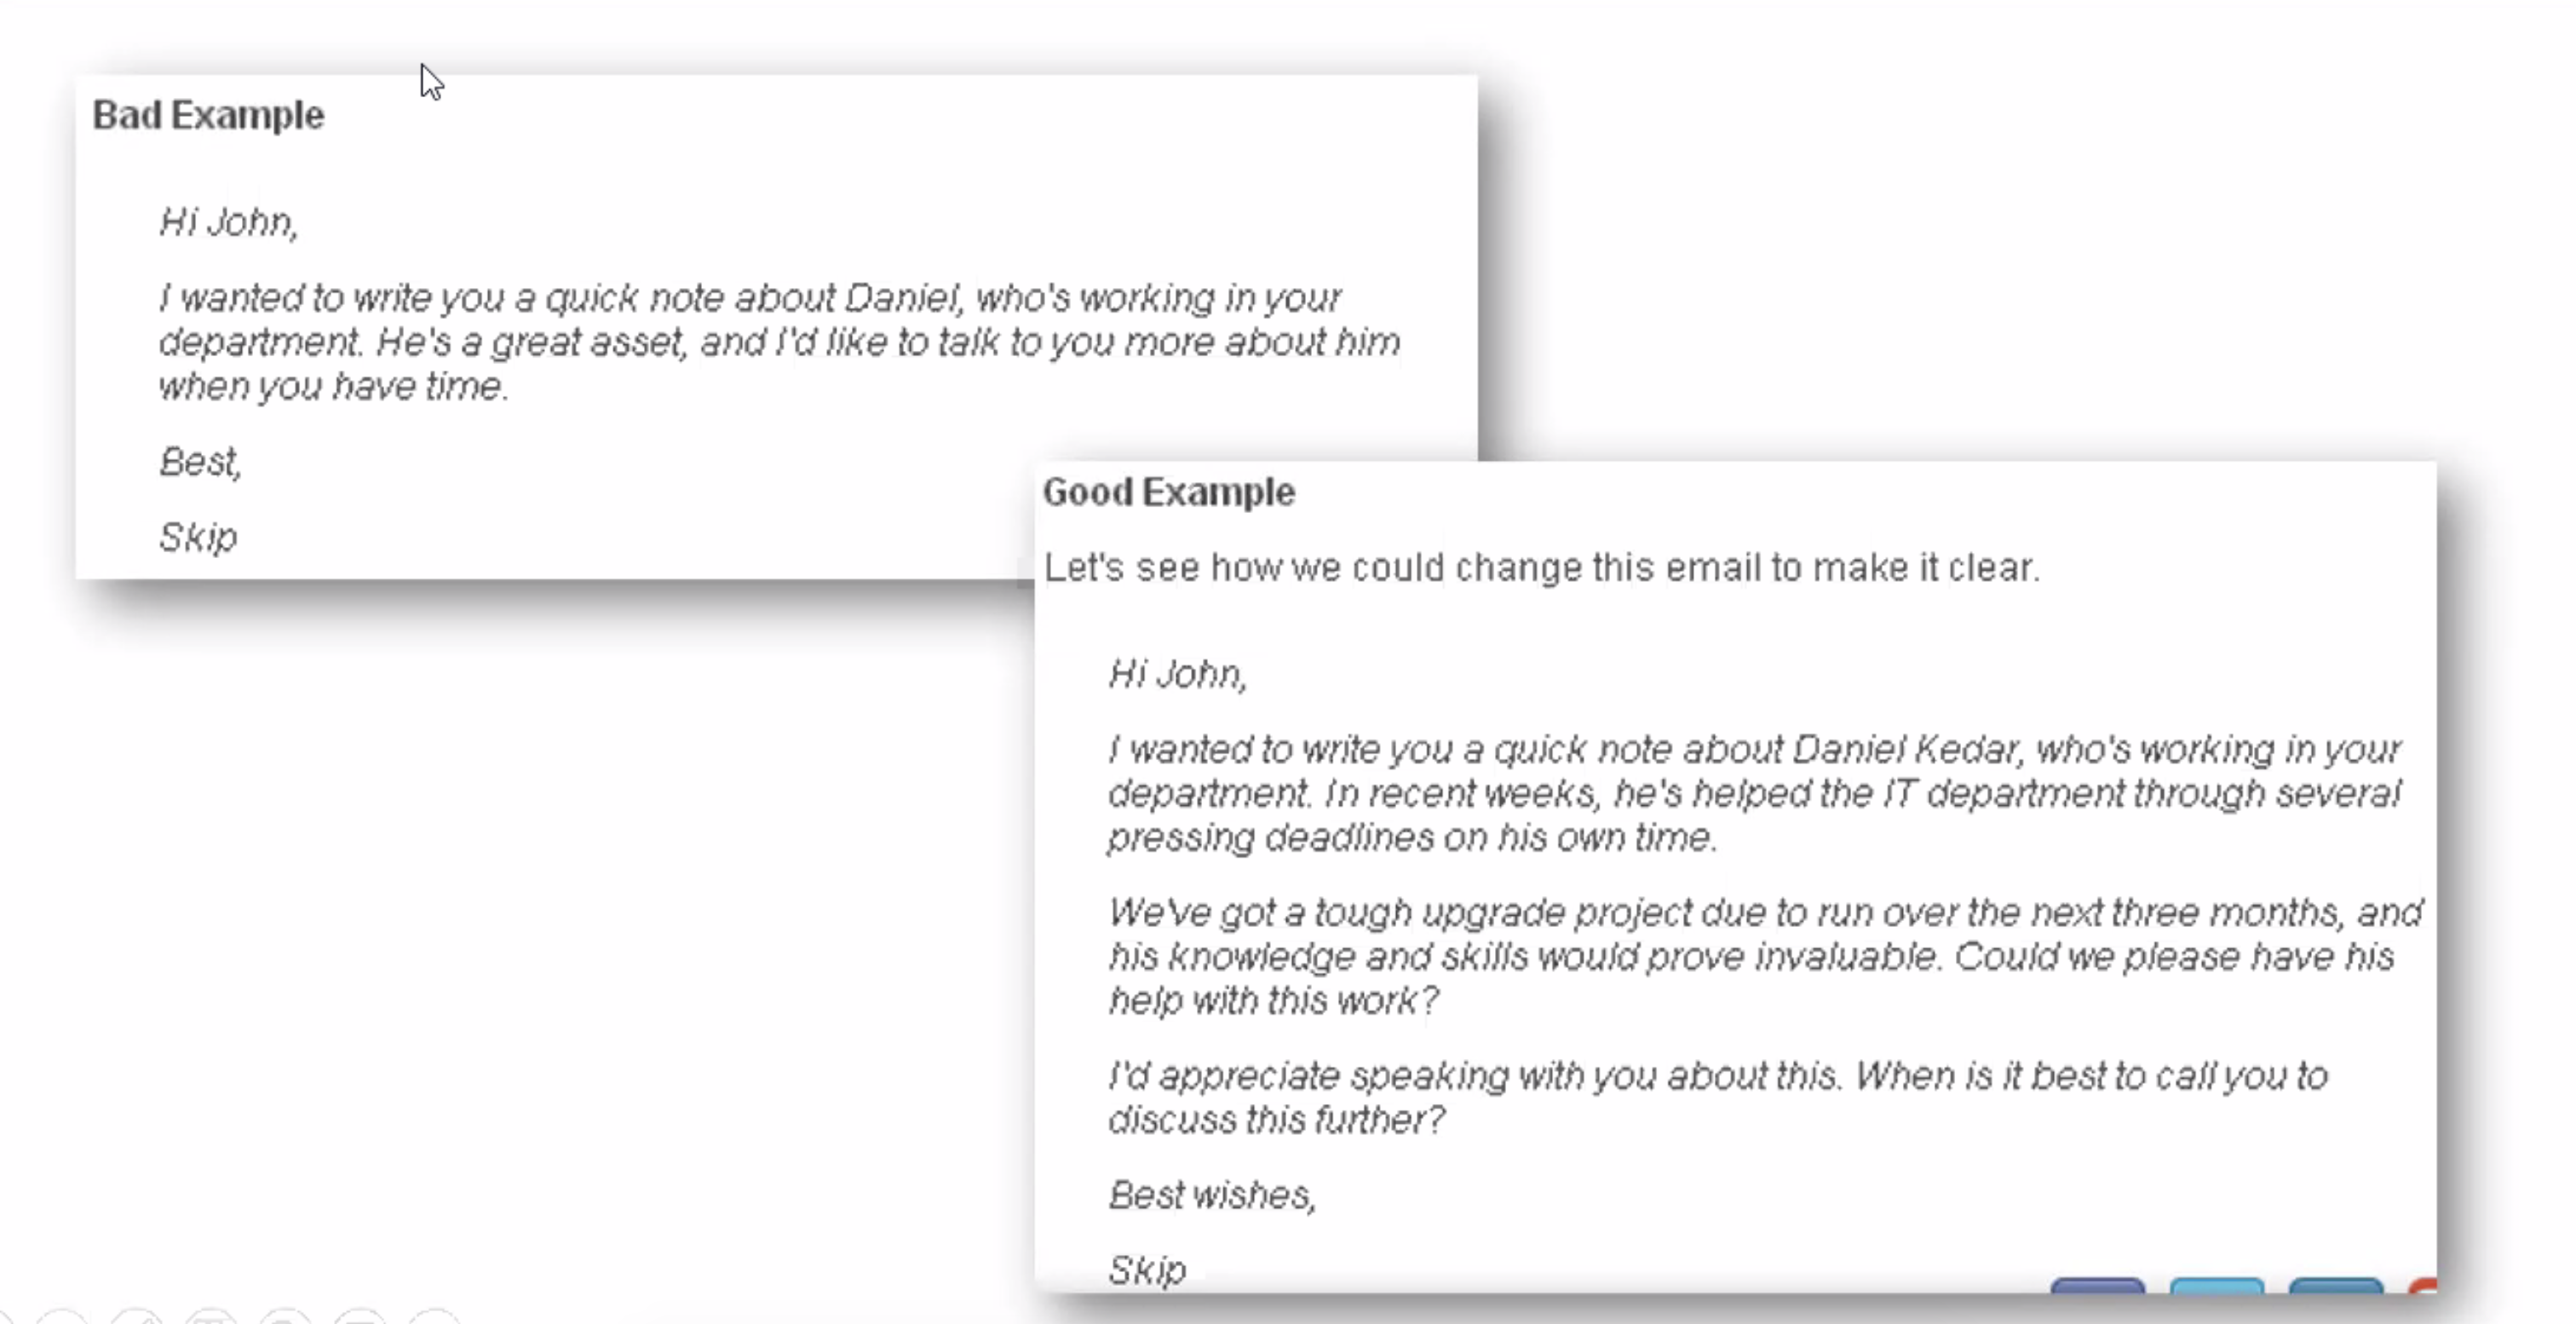 Bad Example
Hi John,
I wanted to write you a quick note about Daniel, who's working in your
department. He's a great asset, and I'd like to talk to you more about him
when you have time.
Best,
Skip
Good Example
Let's see how we could change this email to make it clear.
Hi John,
I wanted to write you a quick note about Daniel Kedar, who's working in your
department. In recent weeks, he's helped the IT department through several
pressing deadlines on his own time.
We've got a tough upgrade project due to run over the next three months, and
his knowledge and skills would prove invaluable. Could we please have his
help with this work?
I'd appreciate speaking with you about this. When is it best to call you to
discuss this further?
Best wishes,
Skip